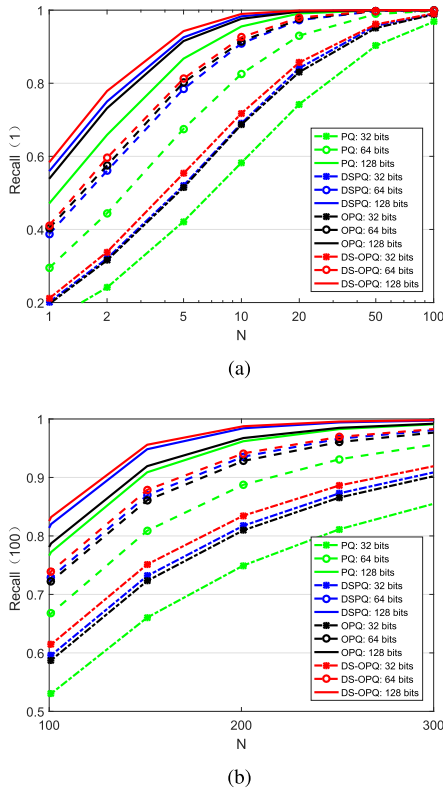 1
0.8
0.6
0.4
0.2
Recall（1）
1 2 5 10 20 50 100
N
PQ: 32 bits
PQ: 64 bits
PQ: 128 bits
DSPQ: 32 bits
DSPQ: 64 bits
DSPQ: 128 bits
OPQ: 32 bits
OPQ: 64 bits
OPQ: 128 bits
DS-OPQ: 32 bits
DS-OPQ: 64 bits
DS-OPQ: 128 bits
(a)
1
0.9
0.8
0.7
0.6
0.5
Recall（100）
100 200 300
N
PQ: 32 bits
PQ: 64 bits
PQ: 128 bits
DSPQ: 32 bits
DSPQ: 64 bits
DSPQ: 128 bits
OPQ: 32 bits
OPQ: 64 bits
OPQ: 128 bits
DS-OPQ: 32 bits
DS-OPQ: 64 bits
DS-OPQ: 128 bits
(b)